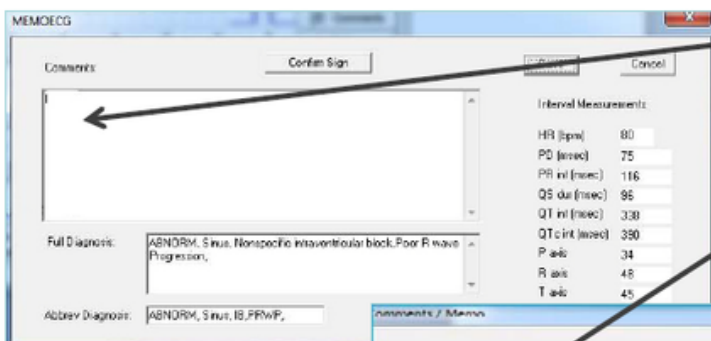 MEMOECG
Comments:
Confirm Sign
Cancel
Interval Measurements:
HR (bpm) 80
PD (msec) 75
PR int (msec) 116
QS dur (msec) 96
QT int (msec) 338
QTc int (msec) 390
P axis 34
R axis 48
T axis 45
Full Diagnosis:
ABNORM, Sinus, Nonspecific intraventricular block,Poor R wave
Progression,
Abbrev Diagnosis:
ABNORM, Sinus, IB,PRWP,
omments / Memo